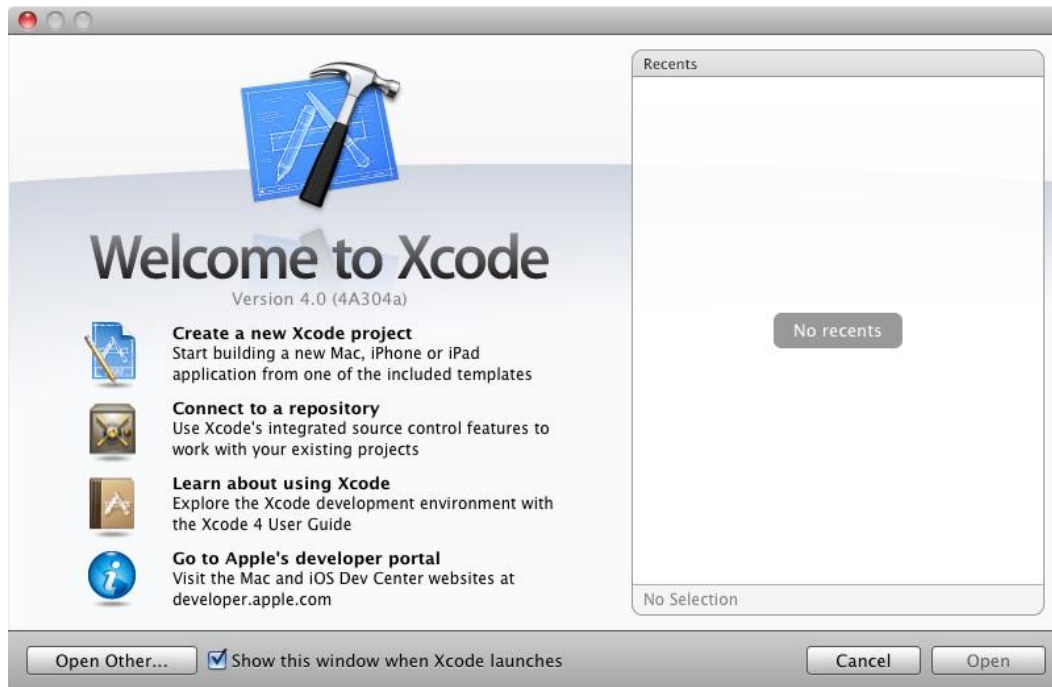 Recents
Welcome to Xcode
Version 4.0 (4A304a)
Create a new Xcode project
Start building a new Mac, iPhone or iPad
application from one of the included templates
Connect to a repository
Use Xcode's integrated source control features to
work with your existing projects
Learn about using Xcode
Explore the Xcode development environment with
the Xcode 4 User Guide
Go to Apple's developer portal
Visit the Mac and iOS Dev Center websites at
developer.apple.com
No recents
No Selection
Open Other...
Show this window when Xcode launches
Cancel
Open